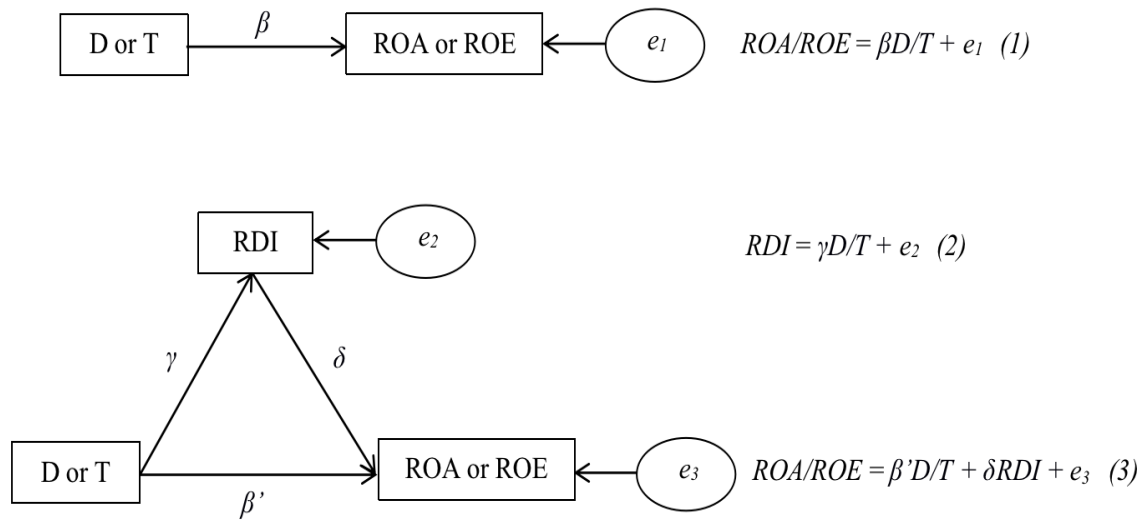 β
D or T
ROA or ROE
e1
ROA/ROE = βD/T + e1 (1)
RDI
e2
RDI = γD/T + e2 (2)
γ
δ
D or T
ROA or ROE
e3
ROA/ROE = β’D/T + δRDI + e3 (3)
β’